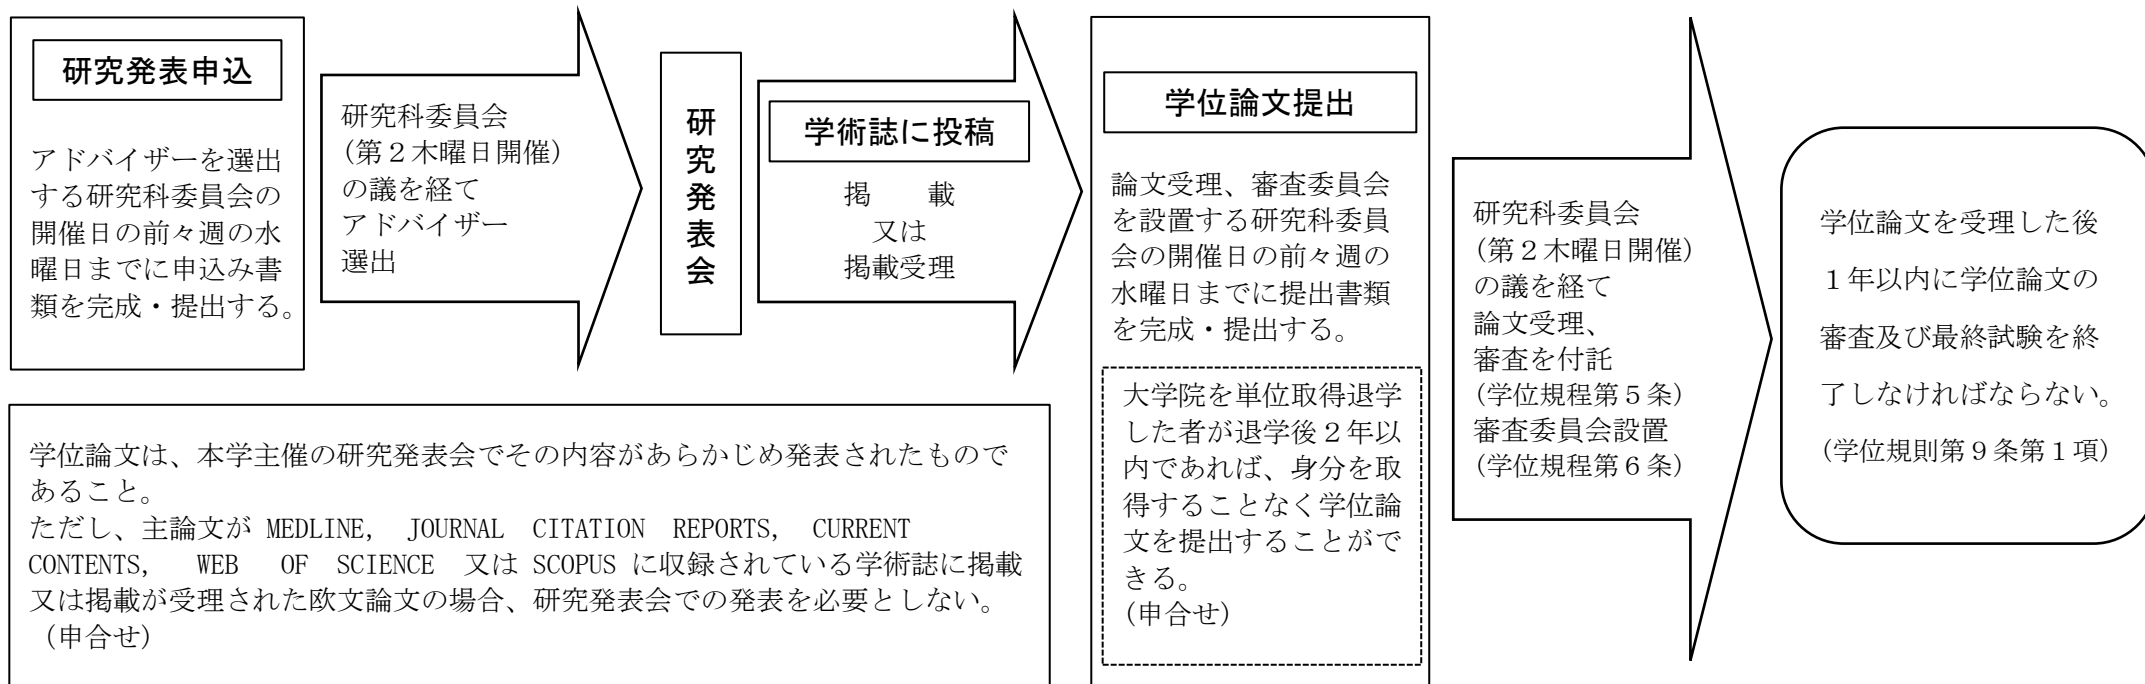 研究発表申込
アドバイザーを選出
する研究科委員会の
開催日の前々週の水
曜日までに申込み書
類を完成・提出する。
研究科委員会
(第２木曜日開催)
の議を経て
アドバイザー
選出
研究発表会
学術誌に投稿
掲　　載
又は
掲載受理
学位論文提出
論文受理、審査委員会
を設置する研究科委員
会の開催日の前々週の
水曜日までに提出書類
を完成・提出する。
大学院を単位取得退学
した者が退学後２年以
内であれば、身分を取
得することなく学位論
文を提出することがで
きる。
(申合せ)
研究科委員会
(第２木曜日開催)
の議を経て
論文受理、
審査を付託
(学位規程第５条)
審査委員会設置
(学位規程第６条)
学位論文を受理した後
１年以内に学位論文の
審査及び最終試験を終
了しなければならない。
(学位規則第９条第１項)
学位論文は、本学主催の研究発表会でその内容があらかじめ発表されたもので
あること。
ただし、主論文が MEDLINE, JOURNAL CITATION REPORTS, CURRENT
CONTENTS, WEB OF SCIENCE 又は SCOPUS に収録されている学術誌に掲載
又は掲載が受理された欧文論文の場合、研究発表会での発表を必要としない。
(申合せ)